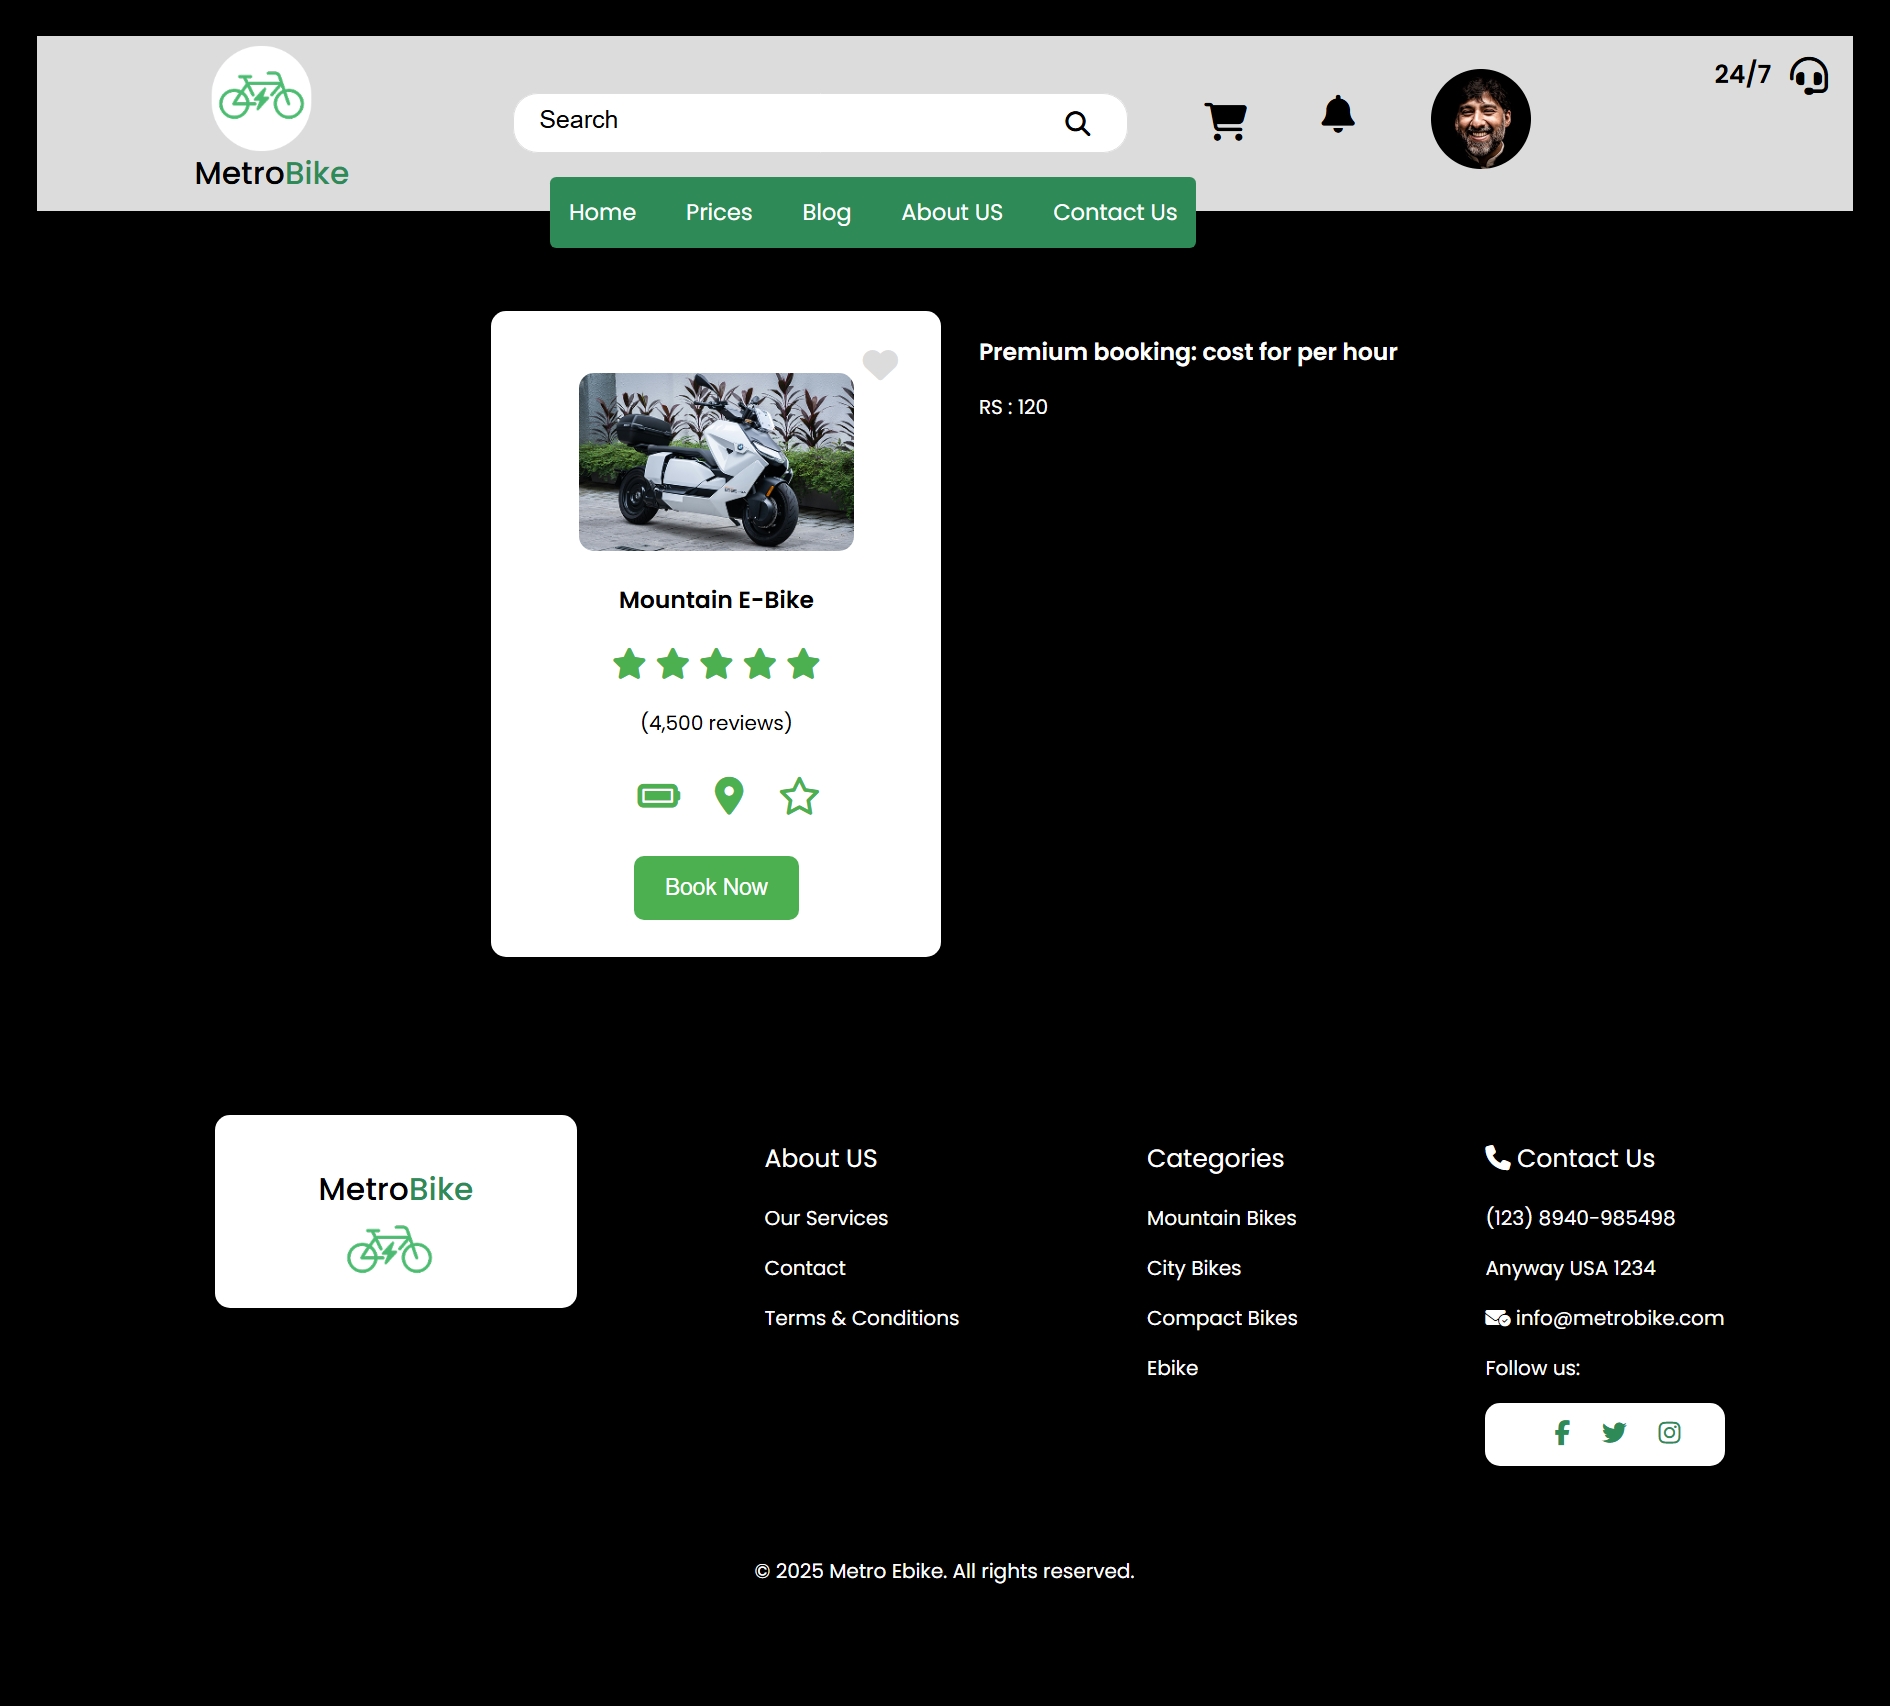 24/7
Search
MetroBike
Home Prices Blog About US Contact Us
Premium booking: cost for per hour
RS : 120
Mountain E-Bike
(4,500 reviews)
Book Now
MetroBike
About US
Our Services
Contact
Terms & Conditions
Categories
Mountain Bikes
City Bikes
Compact Bikes
Ebike
Contact Us
(123) 8940-985498
Anyway USA 1234
info@metrobike.com
Follow us:
© 2025 Metro Ebike. All rights reserved.